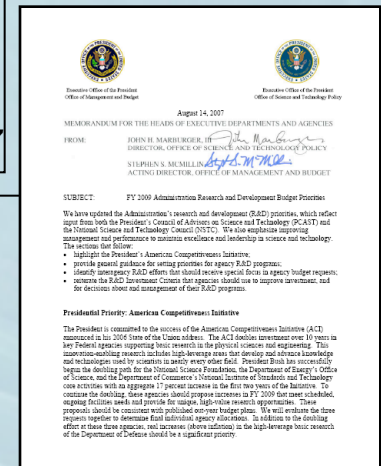 Executive Office of the President
Office of Management and Budget
Executive Office of the President
Office of Science and Technology Policy
August 14, 2007
MEMORANDUM FOR THE HEADS OF EXECUTIVE DEPARTMENTS AND AGENCIES
FROM: JOHN H. MARBURGER, III
DIRECTOR, OFFICE OF SCIENCE AND TECHNOLOGY POLICY
STEPHEN S. MCMILLIN
ACTING DIRECTOR, OFFICE OF MANAGEMENT AND BUDGET
SUBJECT: FY 2009 Administration Research and Development Budget Priorities
We have updated the Administration's research and development (R&D) priorities, which reflect
input from both the President's Council of Advisors on Science and Technology (PCAST) and
the National Science and Technology Council (NSTC). We also emphasize improving
management and performance to maintain excellence and leadership in science and technology.
The sections that follow:
• highlight the President's American Competitiveness Initiative;
• provide general guidance for setting priorities for agency R&D programs;
• identify interagency R&D efforts that should receive special focus in agency budget requests;
• reiterate the R&D Investment Criteria that agencies should use to improve investment, and
for decisions about and management of their R&D programs.
Presidential Priority: American Competitiveness Initiative
The President is committed to the success of the American Competitiveness Initiative (ACI)
announced in his 2006 State of the Union address. The ACI doubles investment over 10 years in
key Federal agencies supporting basic research in the physical sciences and engineering. This
innovation-enabling research includes high-leverage areas that develop and advance knowledge
and technologies used by scientists in nearly every other field. President Bush has successfully
begun the doubling path for the National Science Foundation, the Department of Energy's Office
of Science, and the Department of Commerce's National Institute of Standards and Technology
core activities with an aggregate 17 percent increase in the first two years of the Initiative. To
continue the doubling, these agencies should propose increases in FY 2009 that meet scheduled,
ongoing facilities needs and provide for unique, high-value research opportunities. These
proposals should be consistent with published out-year budget plans. We will evaluate the three
requests together to determine final individual agency allocations. In addition to the doubling
effort at these three agencies, real increases (above inflation) in the high-leverage basic research
of the Department of Defense should be a significant priority.